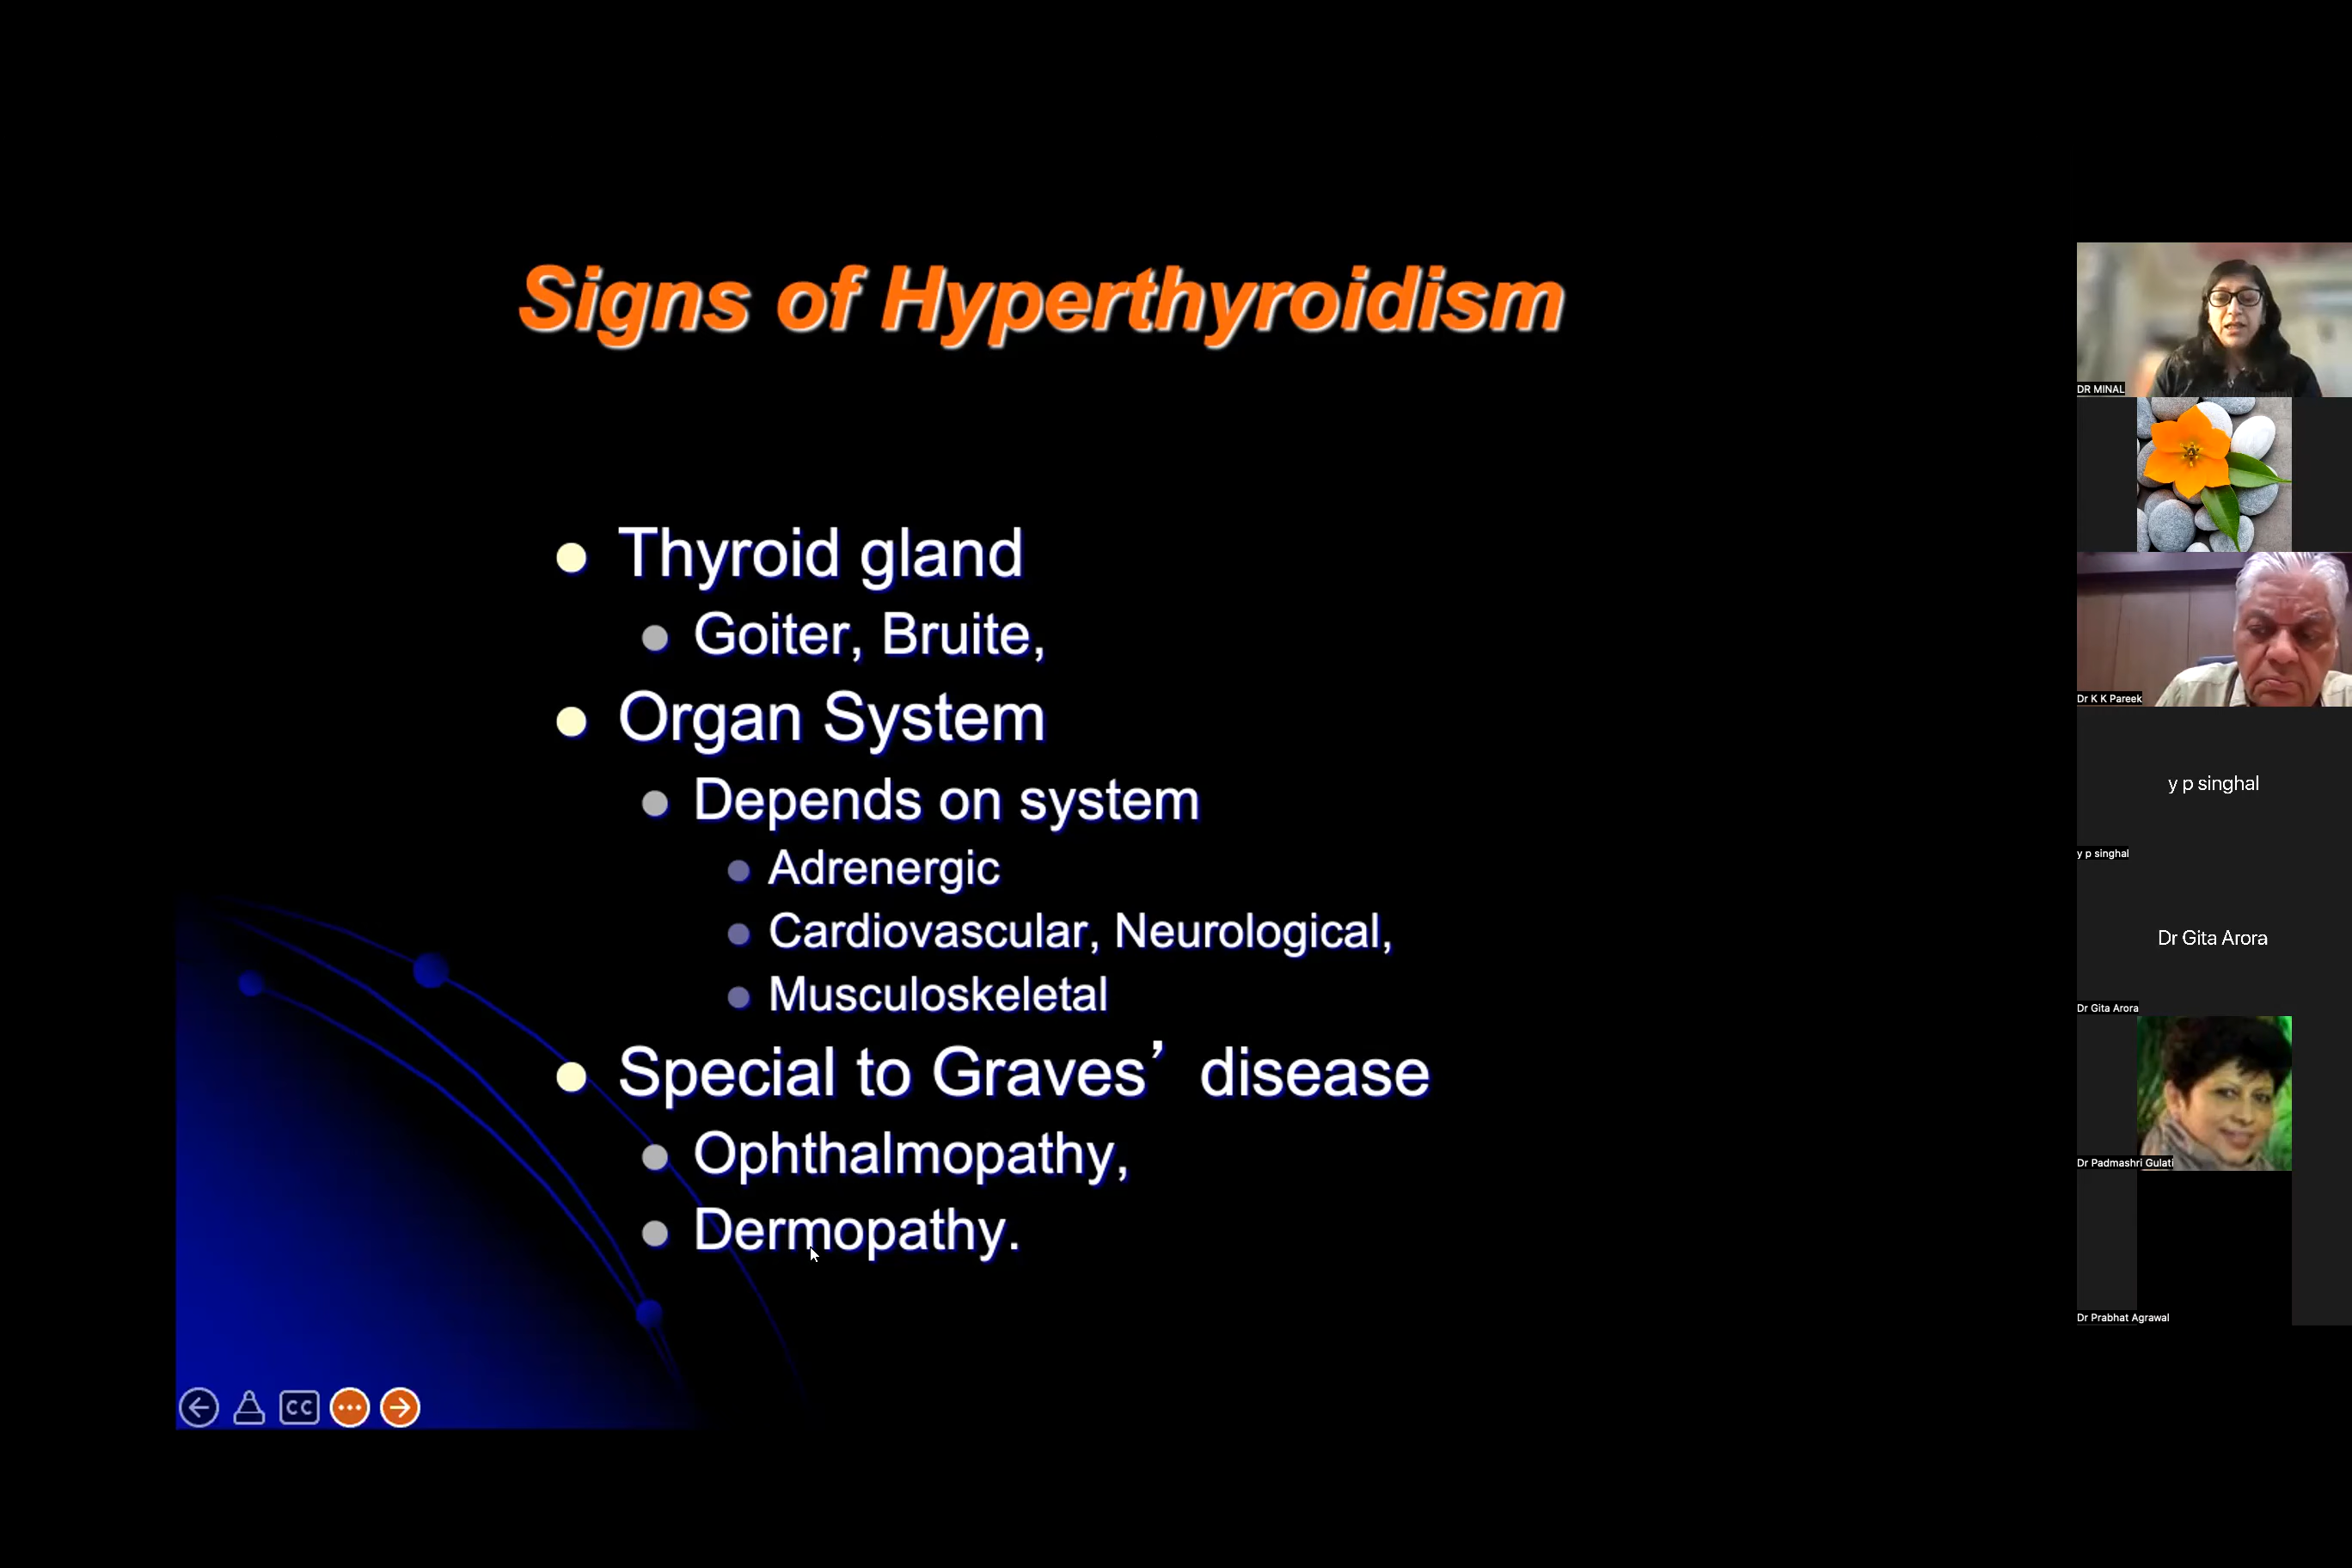 Signs of Hyperthyroidism
Thyroid gland
Goiter, Bruite,
Organ System
Depends on system
Adrenergic
Cardiovascular, Neurological,
Musculoskeletal
Special to Graves’ disease
Ophthalmopathy,
Dermopathy.
CC
DR MINAL
Dr K K Pareek
y p singhal
y p singhal
Dr Gita Arora
Dr Gita Arora
Dr Padmashri Gulati
Dr Prabhat Agrawal